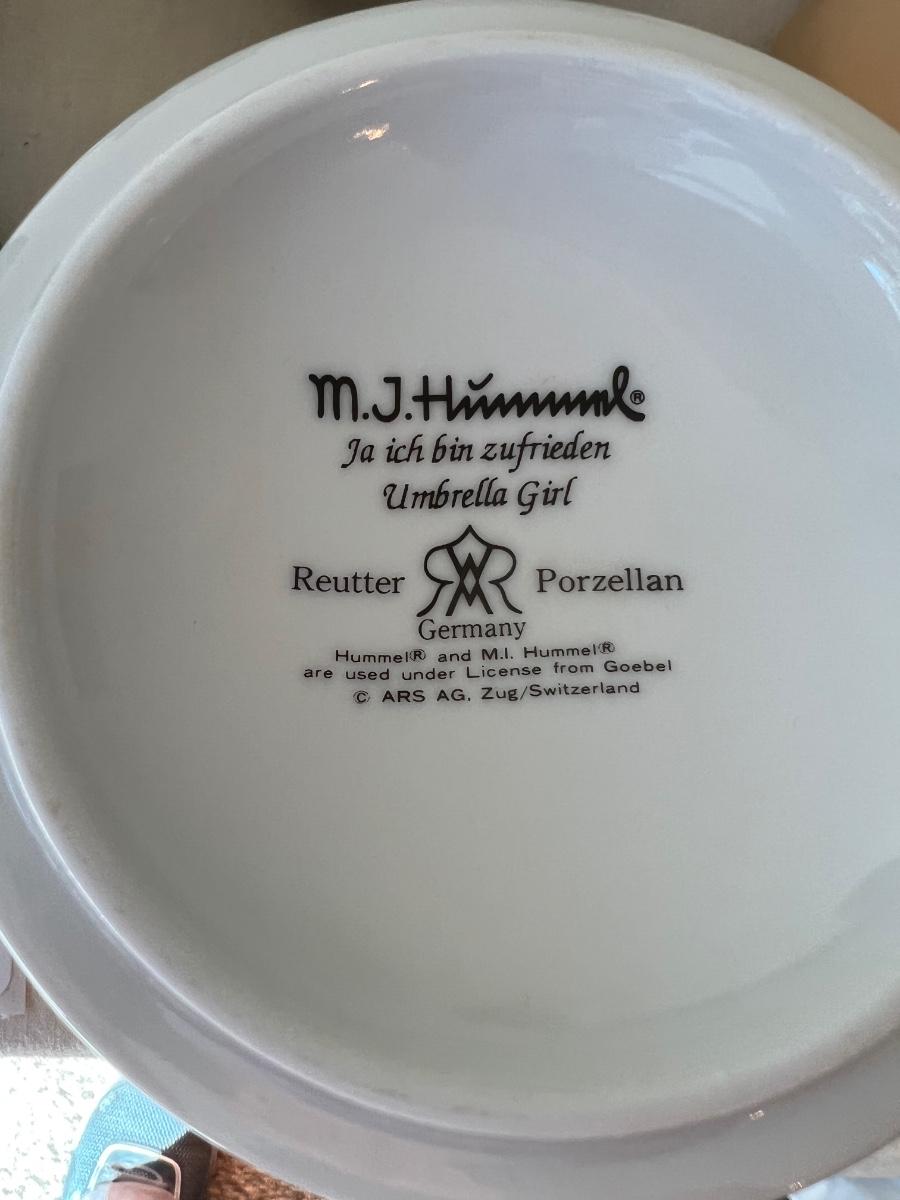 M.J.Hummel®
Ja ich bin zufrieden
Umbrella Girl
Reutter Porzellan
Germany
Hummel® and M.I. Hummel®
are used under License from Goebel
© ARS AG, Zug/Switzerland